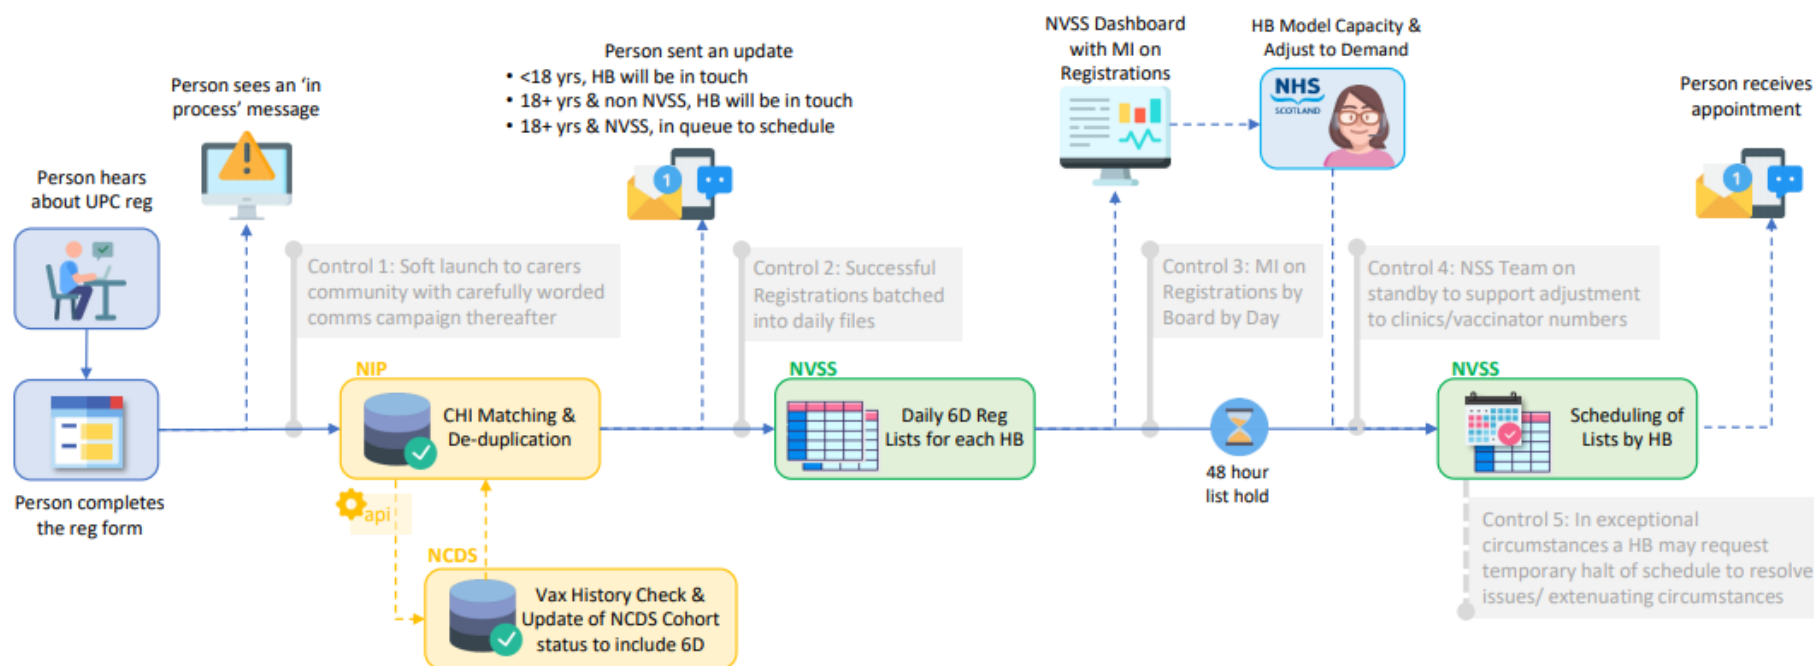 Person hears
about UPC reg
Person completes
the reg form
Person sees an ‘in
process’ message
Control 1: Soft launch to carers
community with carefully worded
comms campaign thereafter
NIP
CHI Matching &
De-duplication
api
NCDS
Vax History Check &
Update of NCDS Cohort
status to include 6D
Person sent an update
• <18 yrs, HB will be in touch
• 18+ yrs & non NVSS, HB will be in touch
• 18+ yrs & NVSS, in queue to schedule
1
Control 2: Successful
Registrations batched
into daily files
NVSS
Daily 6D Reg
Lists for each HB
NVSS Dashboard
with MI on
Registrations
HB Model Capacity &
Adjust to Demand
NHS
SCOTLAND
Control 3: MI on
Registrations by
Board by Day
48 hour
list hold
Control 4: NSS Team on
standby to support adjustment
to clinics/vaccinator numbers
NVSS
Scheduling of
Lists by HB
Control 5: In exceptional
circumstances a HB may request
temporary halt of schedule to resolve
issues/ extenuating circumstances
Person receives
appointment
1